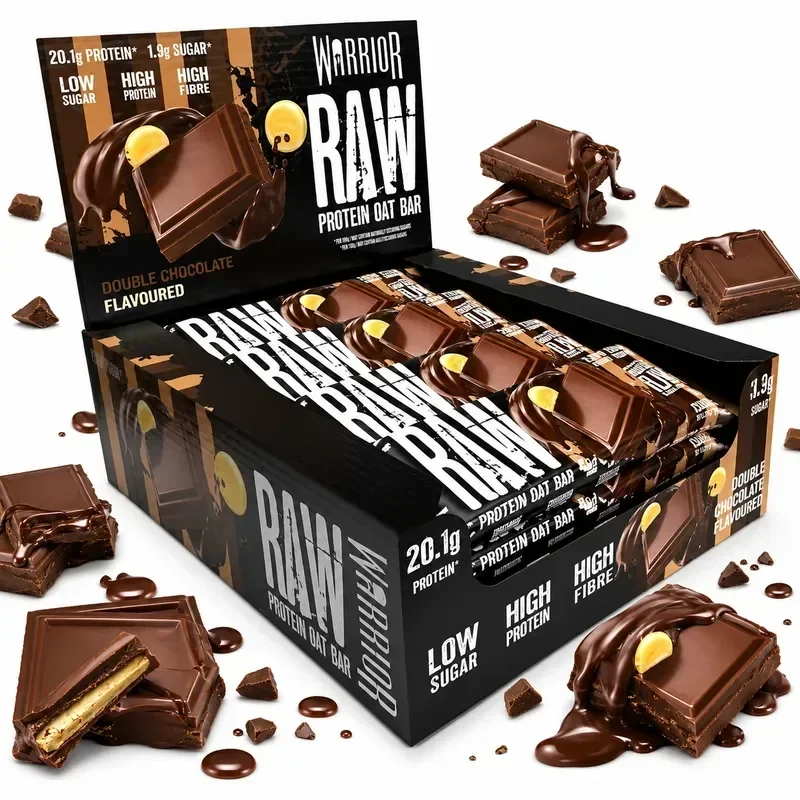 20.1g PROTEIN* 1.9g SUGAR*
LOW
SUGAR
HIGH
PROTEIN
HIGH
FIBRE
WARRIOR
RAW
PROTEIN OAT BAR
DOUBLE CHOCOLATE
FLAVOURED
RAW
RAW
RAW
RAW
PROTEIN OAT BAR
PROTEIN OAT BAR
RAW
WARRIOR
PROTEIN OAT BAR
20.1g
PROTEIN*
LOW
SUGAR
HIGH
PROTEIN
HIGH
FIBRE
1.9g
SUGAR*
DOUBLE
CHOCOLATE
FLAVOURED